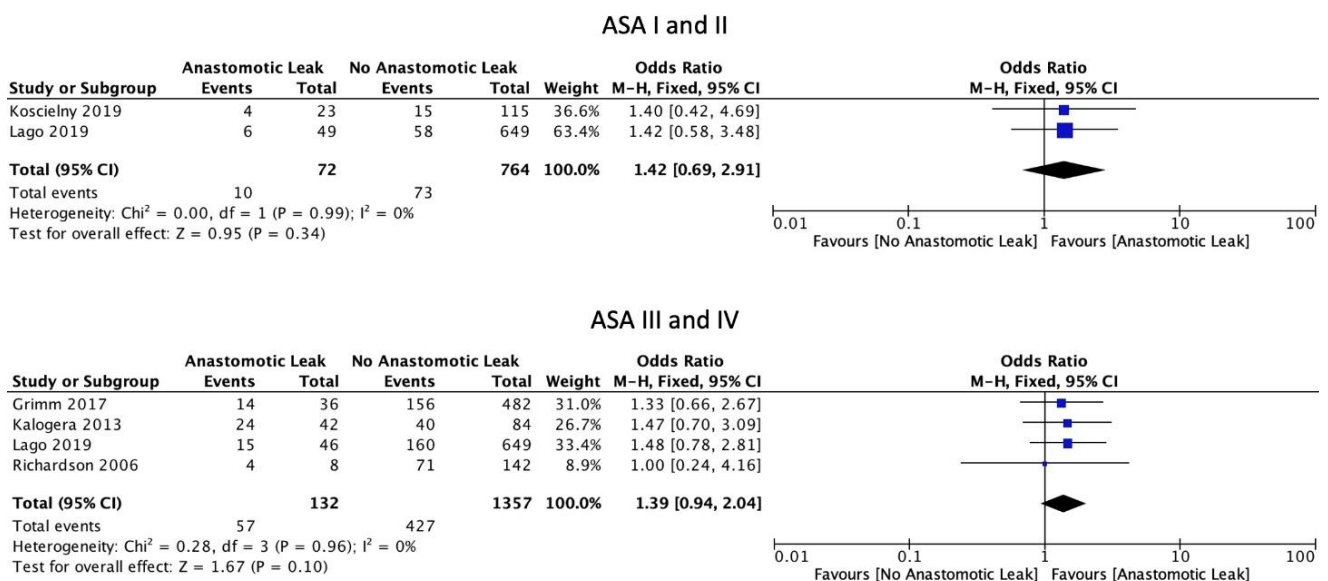 ASA I and II
Anastomotic Leak No Anastomotic Leak Odds Ratio Odds Ratio
Study or Subgroup Events Total Events Total Weight M-H, Fixed, 95% CI M-H, Fixed, 95% CI
Koscielny 2019 4 23 15 115 36.6% 1.40 [0.42, 4.69]
Lago 2019 6 49 58 649 63.4% 1.42 [0.58, 3.48]
Total (95% CI) 72 764 100.0% 1.42 [0.69, 2.91]
Total events 10 73
Heterogeneity: Chi² = 0.00, df = 1 (P = 0.99); I² = 0%
Test for overall effect: Z = 0.95 (P = 0.34)
0.01 0.1 1 10 100
Favours [No Anastomotic Leak] Favours [Anastomotic Leak]
ASA III and IV
Anastomotic Leak No Anastomotic Leak Odds Ratio Odds Ratio
Study or Subgroup Events Total Events Total Weight M-H, Fixed, 95% CI M-H, Fixed, 95% CI
Grimm 2017 14 36 156 482 31.0% 1.33 [0.66, 2.67]
Kalogera 2013 24 42 40 84 26.7% 1.47 [0.70, 3.09]
Lago 2019 15 46 160 649 33.4% 1.48 [0.78, 2.81]
Richardson 2006 4 8 71 142 8.9% 1.00 [0.24, 4.16]
Total (95% CI) 132 1357 100.0% 1.39 [0.94, 2.04]
Total events 57 427
Heterogeneity: Chi² = 0.28, df = 3 (P = 0.96); I² = 0%
Test for overall effect: Z = 1.67 (P = 0.10)
0.01 0.1 1 10 100
Favours [No Anastomotic Leak] Favours [Anastomotic Leak]